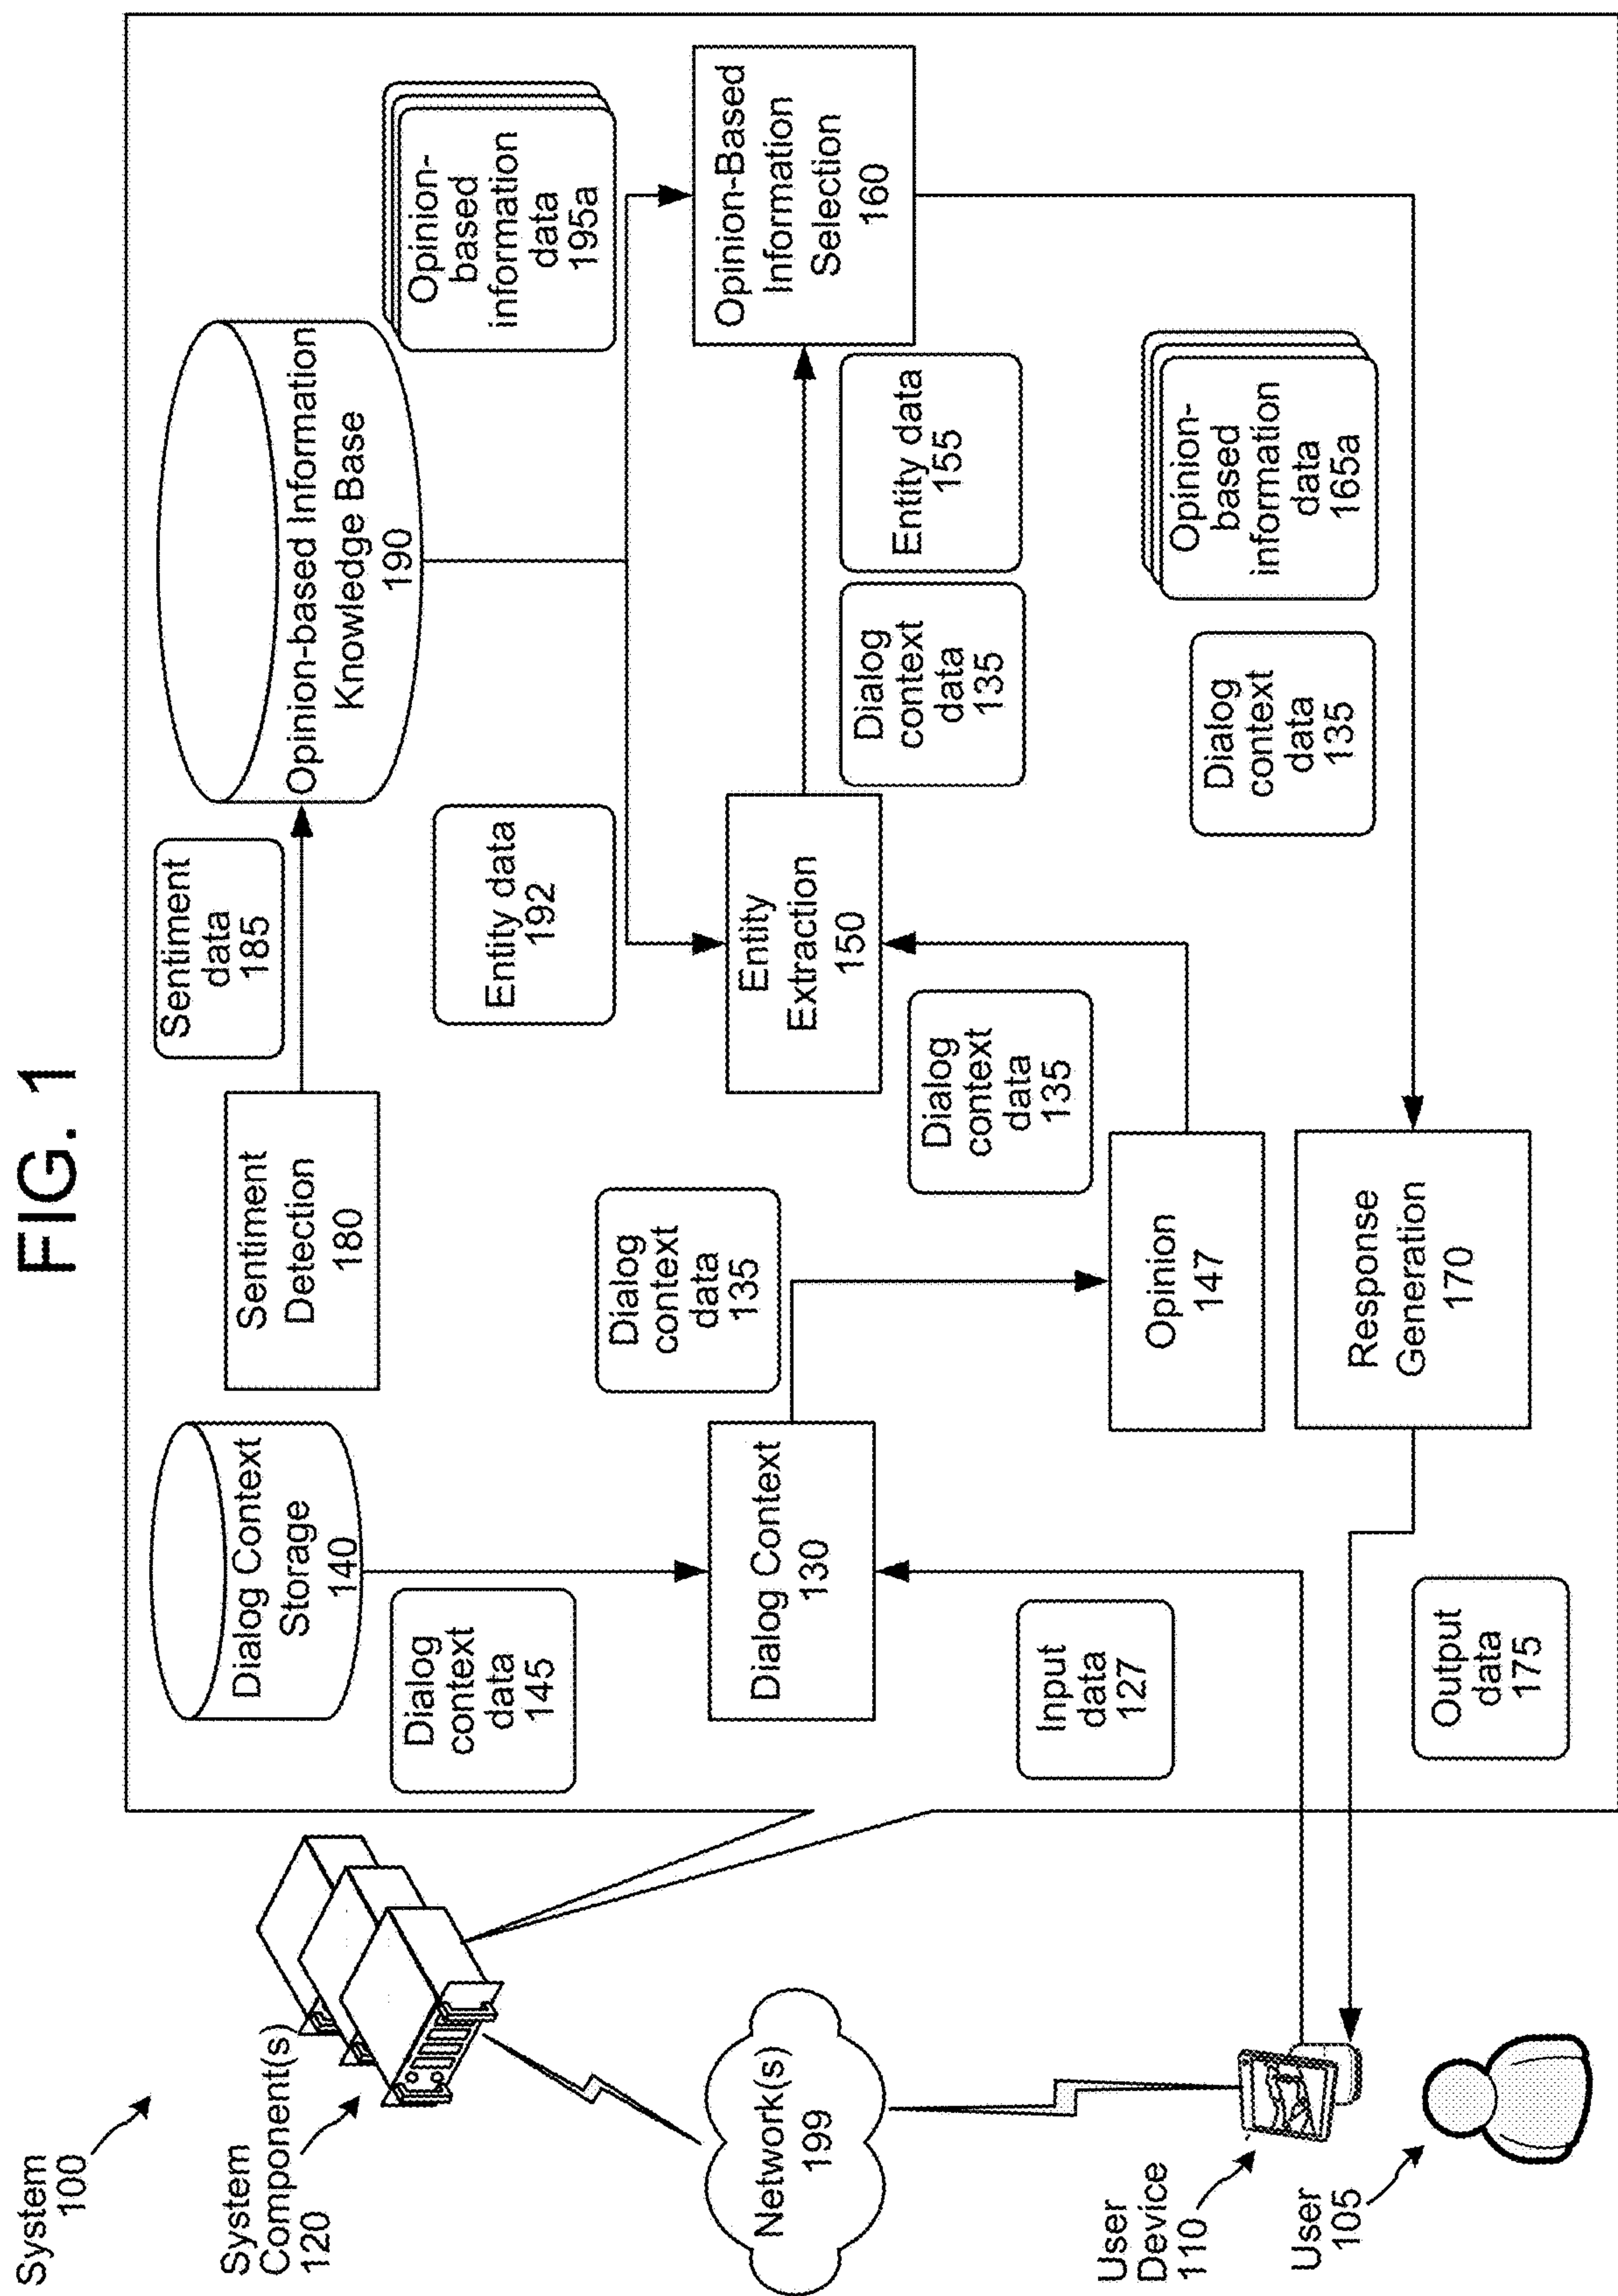 FIG. 1
System
100
System
Component(s)
120
Network(s)
199
User
Device
110
User
105
Dialog Context
Storage
140
Dialog
context
data
145
Dialog Context
130
Input
data
127
Output
data
175
Sentiment
Detection
180
Sentiment
data
185
Opinion-based Information
Knowledge Base
190
Dialog
context
data
135
Opinion
147
Dialog
context
data
135
Response
Generation
170
Entity data
192
Entity
Extraction
150
Dialog
context
data
135
Entity data
155
Opinion-
based
information
data
195a
Opinion-Based
Information
Selection
160
Dialog
context
data
135
Opinion-
based
information
data
165a